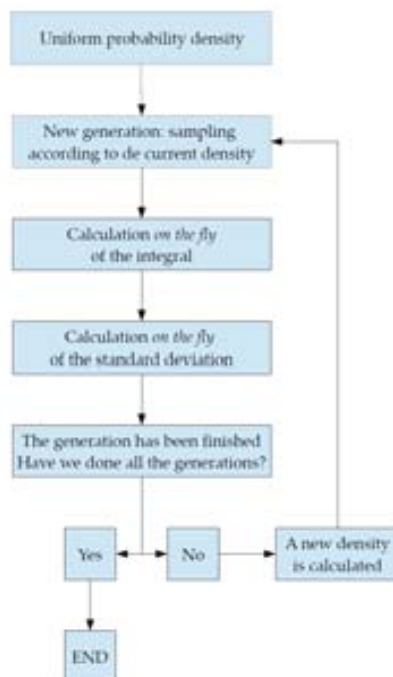 Uniform probability density
New generation: sampling
according to de current density
Calculation on the fly
of the integral
Calculation on the fly
of the standard deviation
The generation has been finished
Have we done all the generations?
Yes
No
A new density
is calculated
END